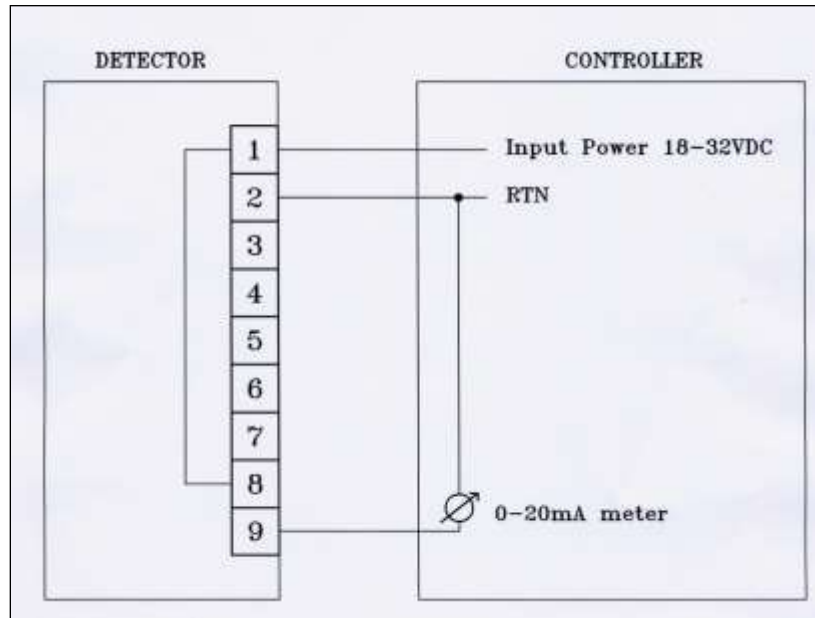 DETECTOR
CONTROLLER
1
Input Power 18-32VDC
2
RTN
3
4
5
6
7
8
0-20mA meter
9